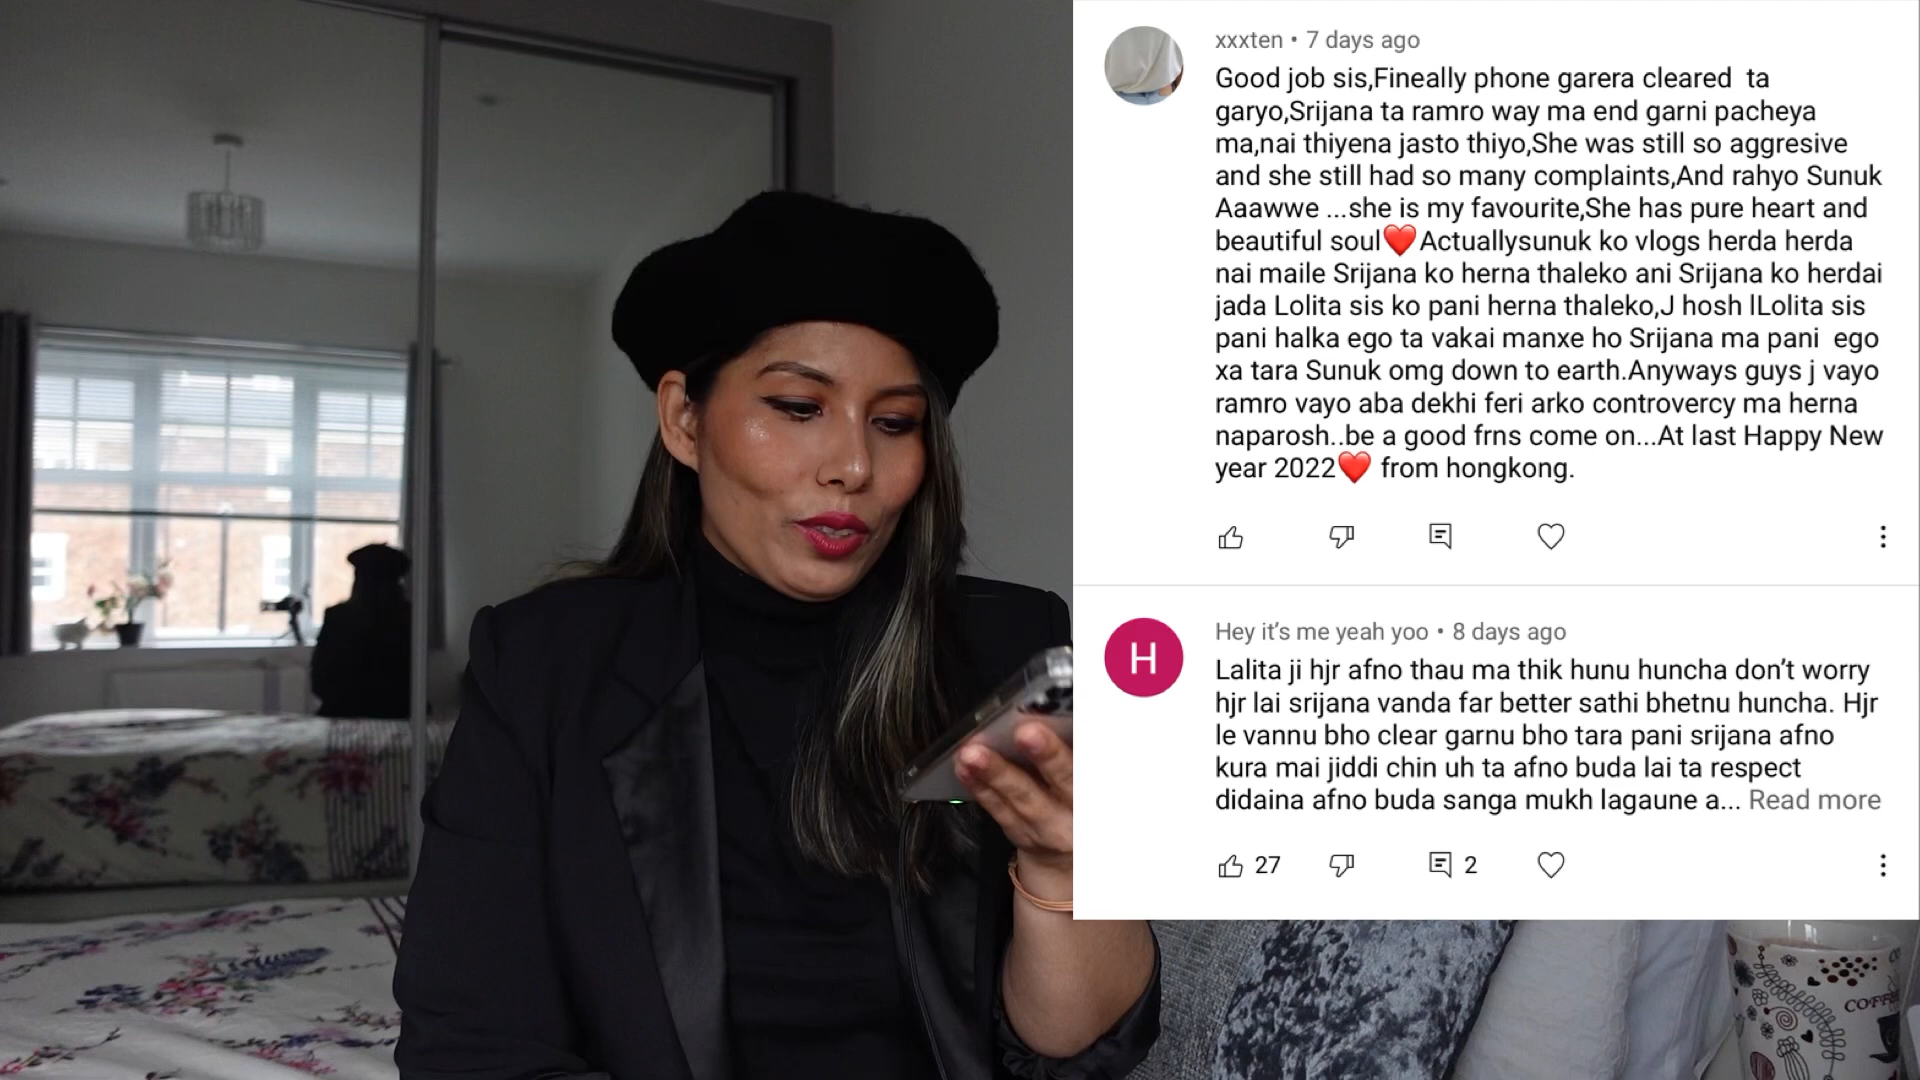 xxxten • 7 days ago
Good job sis,Fineally phone garera cleared  ta
garyo,Srijana ta ramro way ma end garni pacheya
ma,nai thiyena jasto thiyo,She was still so aggresive
and she still had so many complaints,And rahyo Sunuk
Aaawwe ...she is my favourite,She has pure heart and
beautiful soul❤️Actuallysunuk ko vlogs herda herda
nai maile Srijana ko herna thaleko ani Srijana ko herdai
jada Lolita sis ko pani herna thaleko,J hosh lLolita sis
pani halka ego ta vakai manxe ho Srijana ma pani  ego
xa tara Sunuk omg down to earth.Anyways guys j vayo
ramro vayo aba dekhi feri arko controvercy ma herna
naparosh..be a good frns come on...At last Happy New
year 2022❤️ from hongkong.
H
Hey it's me yeah yoo • 8 days ago
Lalita ji hjr afno thau ma thik hunu huncha don't worry
hjr lai srijana vanda far better sathi bhetnu huncha. Hjr
le vannu bho clear garnu bho tara pani srijana afno
kura mai jiddi chin uh ta afno buda lai ta respect
didaina afno buda sanga mukh lagaune a... Read more
27
2